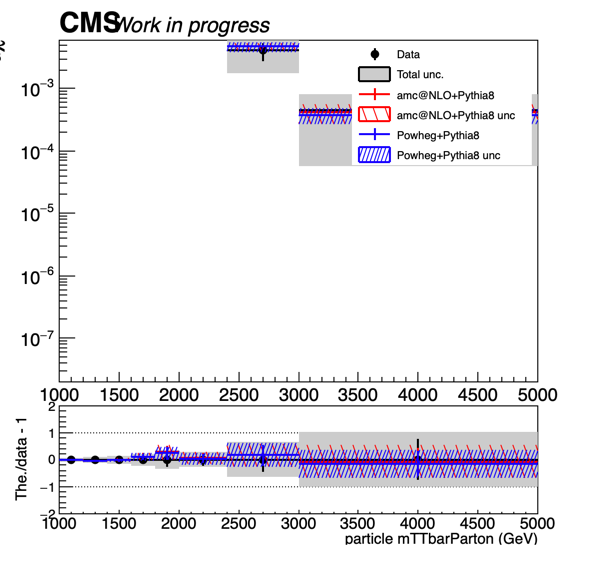 CMS Work in progress
10⁻³
10⁻⁴
10⁻⁵
10⁻⁶
10⁻⁷
Data
Total unc.
amc@NLO+Pythia8
amc@NLO+Pythia8 unc
Powheg+Pythia8
Powheg+Pythia8 unc
1000 1500 2000 2500 3000 3500 4000 4500 5000
The./data - 1
2
1
0
−1
−2
1000 1500 2000 2500 3000 3500 4000 4500 5000
particle mTTbarParton (GeV)